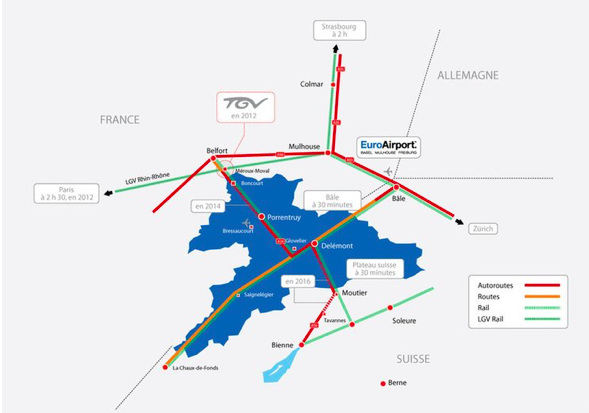 Strasbourg
à 2 h
ALLEMAGNE
Colmar
TGV
en 2012
FRANCE
EuroAirport®
BASEL MULHOUSE FREIBURG
Mulhouse
Belfort
Méroux-Moval
LGV Rhin-Rhône
Boncourt
Paris
à 2 h 30, en 2012
Bâle
à 30 minutes
Bâle
en 2014
Porrentruy
Bressaucourt
Zürich
Glovelier
Delémont
Plateau suisse
à 30 minutes
en 2016
Saignelégier
Moutier
Autoroutes
Routes
Rail
LGV Rail
Tavannes
Soleure
Bienne
SUISSE
La Chaux-de-Fonds
Berne